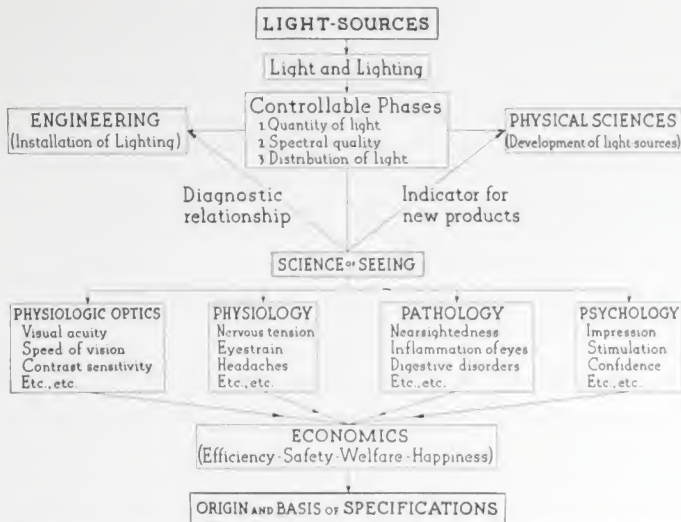 LIGHT-SOURCES
Light and Lighting
ENGINEERING
(Installation of Lighting)
Controllable Phases
1. Quantity of light
2 Spectral quality
3 Distribution of light
PHYSICAL SCIENCES
(Development of light sources)
Diagnostic
relationship
Indicator for
new products
SCIENCE OF SEEING
PHYSIOLOGIC OPTICS
Visual acuity
Speed of vision
Contrast sensitivity
Etc., etc.
PHYSIOLOGY
Nervous tension
Eyestrain
Headaches
Etc., etc.
PATHOLOGY
Nearsightedness
Inflammation of eyes
Digestive disorders
Etc., etc.
PSYCHOLOGY
Impression
Stimulation
Confidence
Etc., etc.
ECONOMICS
(Efficiency - Safety - Welfare - Happiness)
ORIGIN AND BASIS OF SPECIFICATIONS